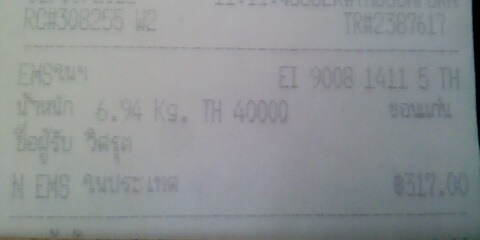 RC#308255 W2 TR#2387617
EMSในฯ EI 9008 1411 5 TH
น้ำหนัก 6.94 Kg. TH 40000 ขอนแก่น
ชื่อผู้รับ วิศรุต
N EMS ในประเทศ ฿317.00